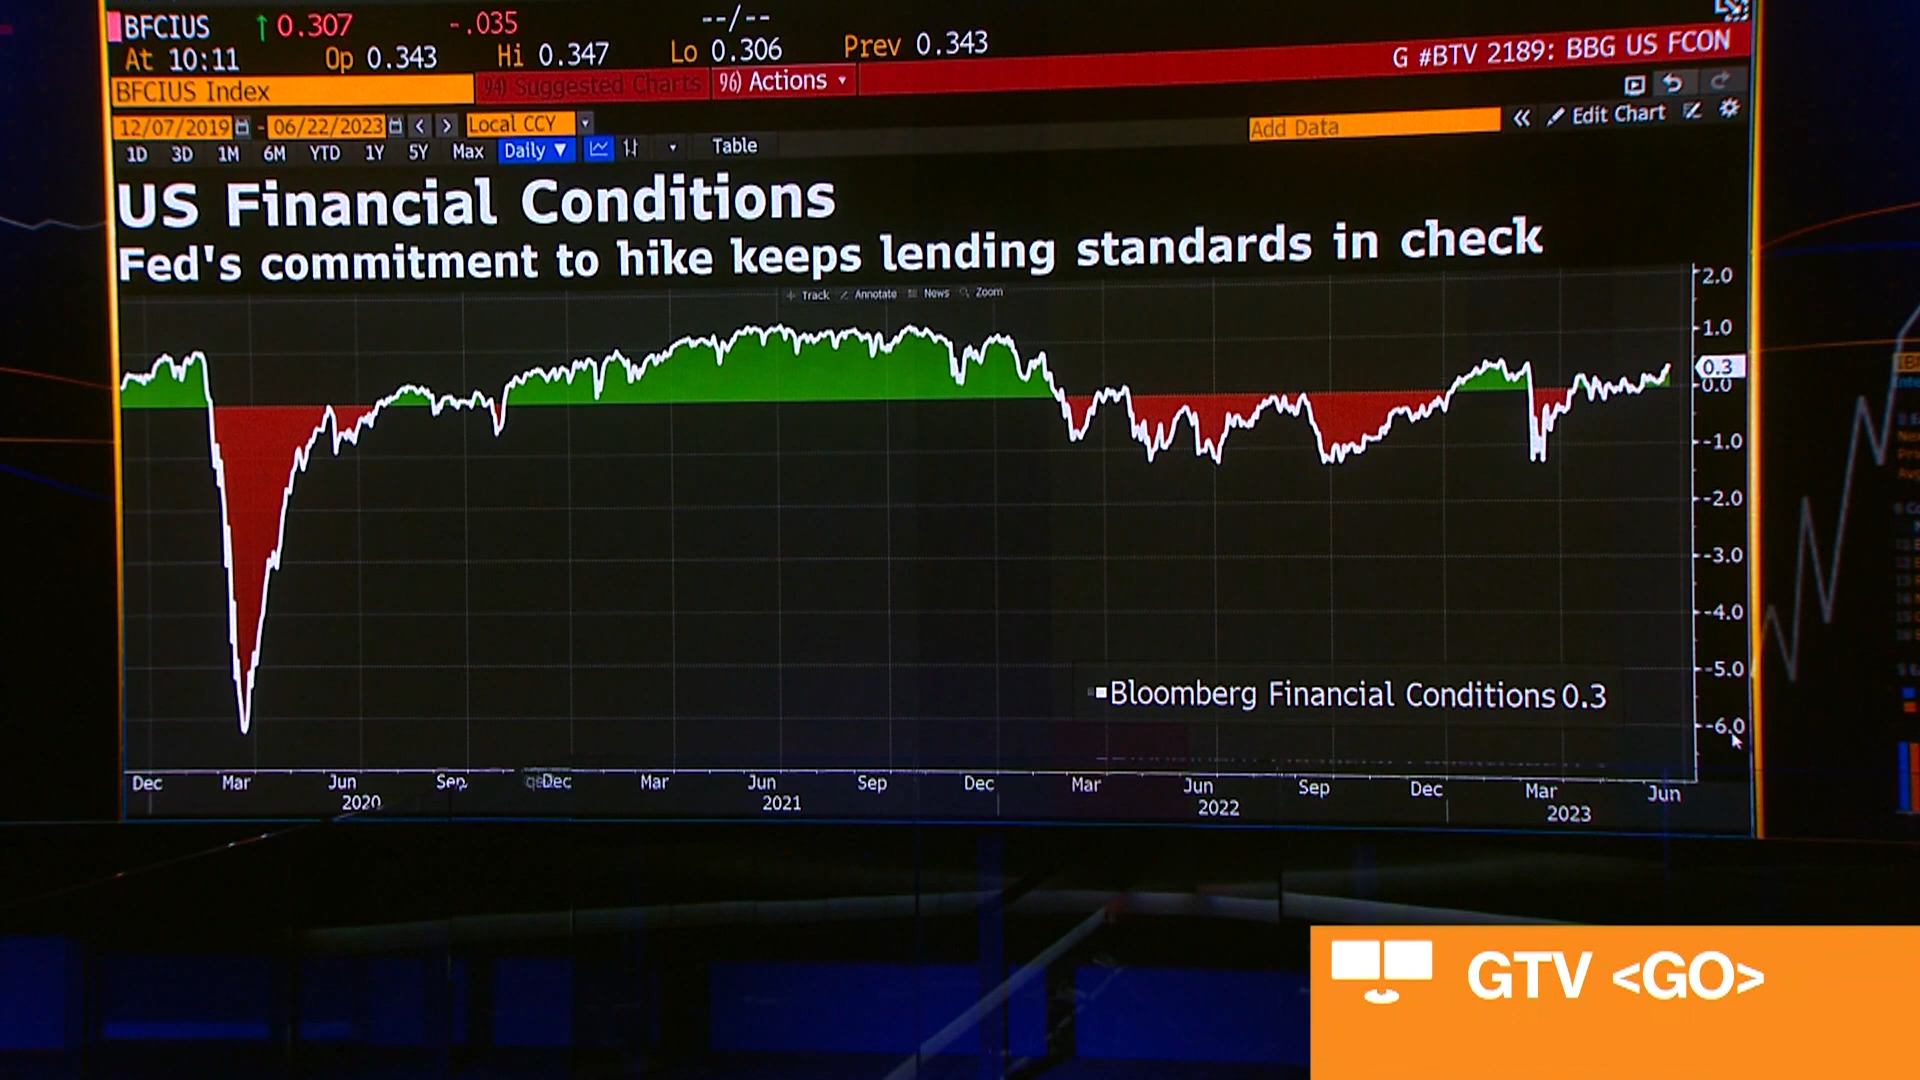 BFCIUS ↑ 0.307 -.035 --/--
At 10:11 Op 0.343 Hi 0.347 Lo 0.306 Prev 0.343
G #BTV 2189: BBG US FCON
BFCIUS Index 94) Suggested Charts 96) Actions
12/07/2019 - 06/22/2023 Local CCY Add Data Edit Chart
1D 3D 1M 6M YTD 1Y 5Y Max Daily ▼ Table
US Financial Conditions
Fed's commitment to hike keeps lending standards in check
Track Annotate News Zoom
2.0
1.0
0.3
0.0
-1.0
-2.0
-3.0
-4.0
-5.0
-6.0
Bloomberg Financial Conditions 0.3
Dec Mar Jun Sep Dec Mar Jun Sep Dec Mar Jun Sep Dec Mar Jun
2020 2021 2022 2023
GTV <GO>